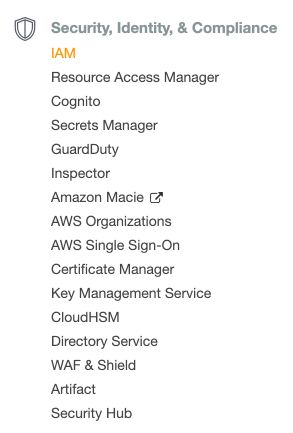 Security, Identity, & Compliance
IAM
Resource Access Manager
Cognito
Secrets Manager
GuardDuty
Inspector
Amazon Macie
AWS Organizations
AWS Single Sign-On
Certificate Manager
Key Management Service
CloudHSM
Directory Service
WAF & Shield
Artifact
Security Hub